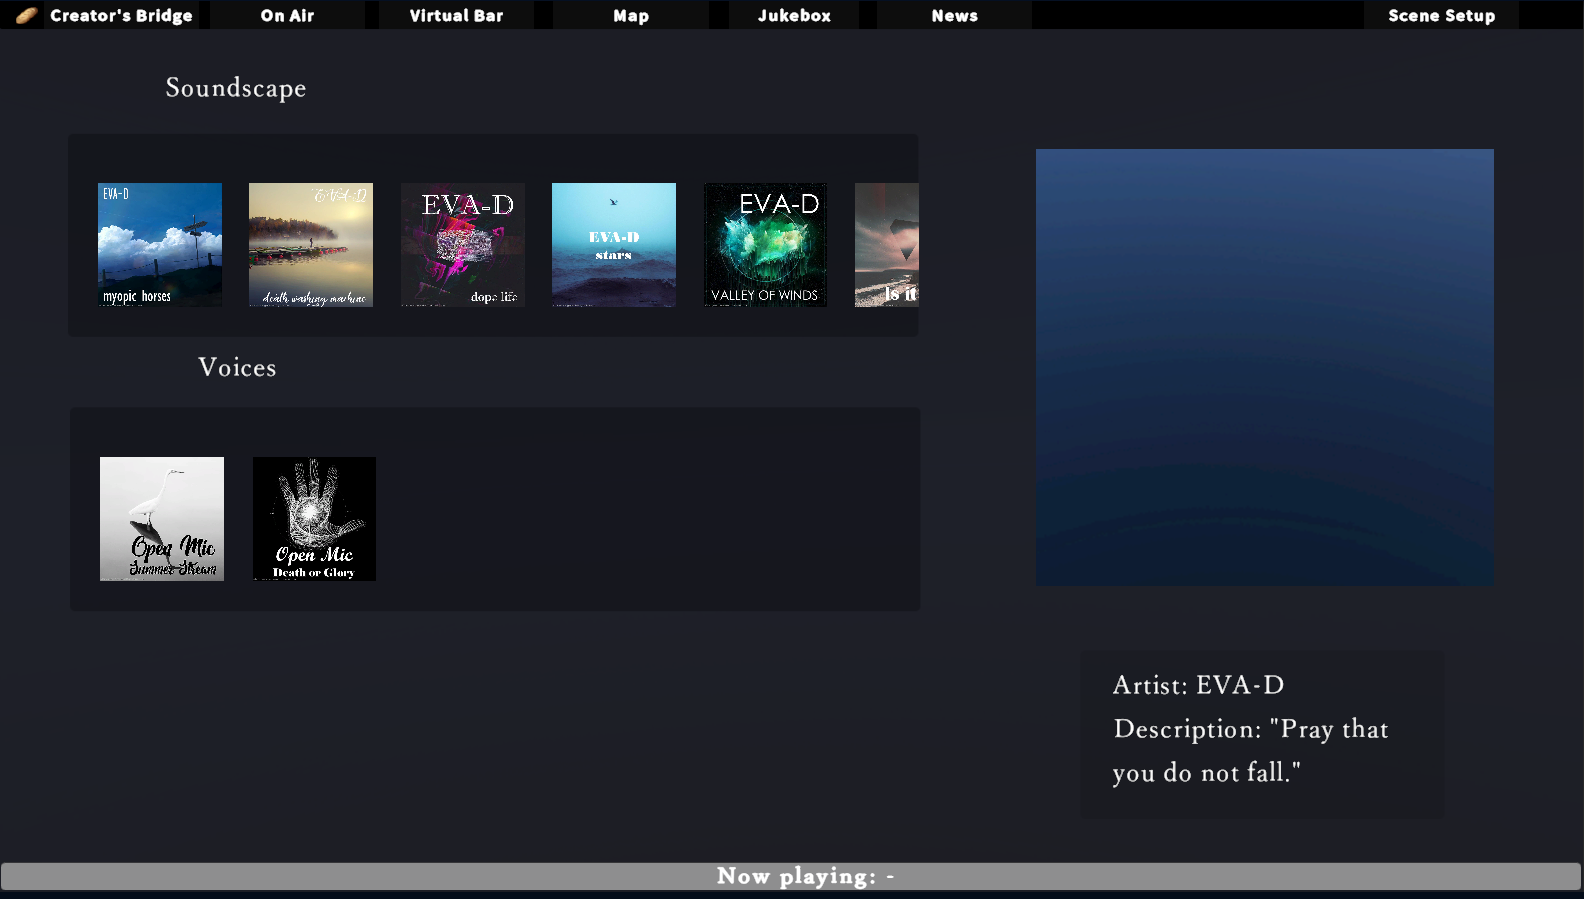 Creator's Bridge On Air Virtual Bar Map Jukebox News Scene Setup
Soundscape
EVA-D
myopic horses
EVA-D
death washing machine
EVA-D
dope life
EVA-D
stars
EVA-D
VALLEY OF WINDS
Is it
Voices
Open Mic
Summer Stream
Open Mic
Death or Glory
Artist: EVA-D
Description: "Pray that
you do not fall."
Now playing: -